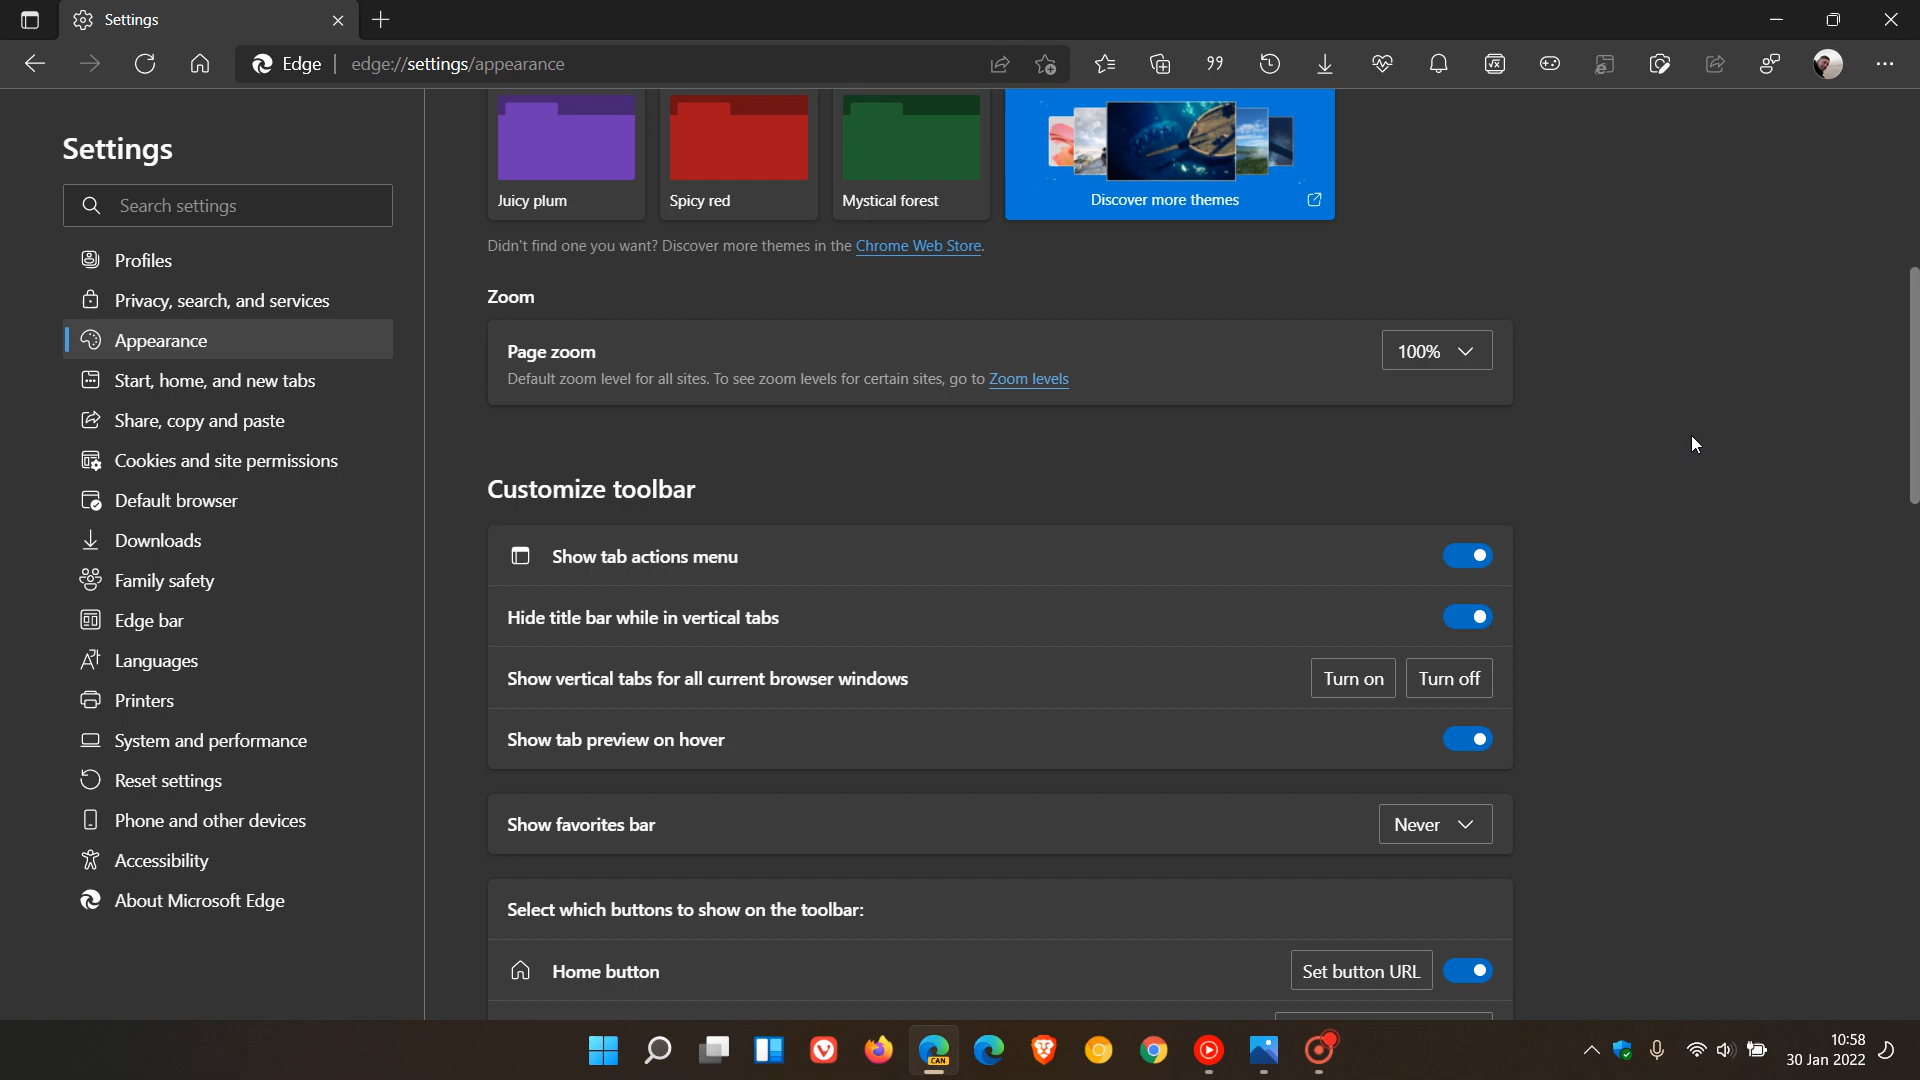 Settings
Edge
edge://settings/appearance
Settings
Search settings
Profiles
Privacy, search, and services
Appearance
Start, home, and new tabs
Share, copy and paste
Cookies and site permissions
Default browser
Downloads
Family safety
Edge bar
Languages
Printers
System and performance
Reset settings
Phone and other devices
Accessibility
About Microsoft Edge
Juicy plum
Spicy red
Mystical forest
Discover more themes
Didn't find one you want? Discover more themes in the Chrome Web Store.
Zoom
Page zoom
100%
Default zoom level for all sites. To see zoom levels for certain sites, go to Zoom levels
Customize toolbar
Show tab actions menu
Hide title bar while in vertical tabs
Show vertical tabs for all current browser windows
Turn on
Turn off
Show tab preview on hover
Show favorites bar
Never
Select which buttons to show on the toolbar:
Home button
Set button URL
CAN
10:58
30 Jan 2022